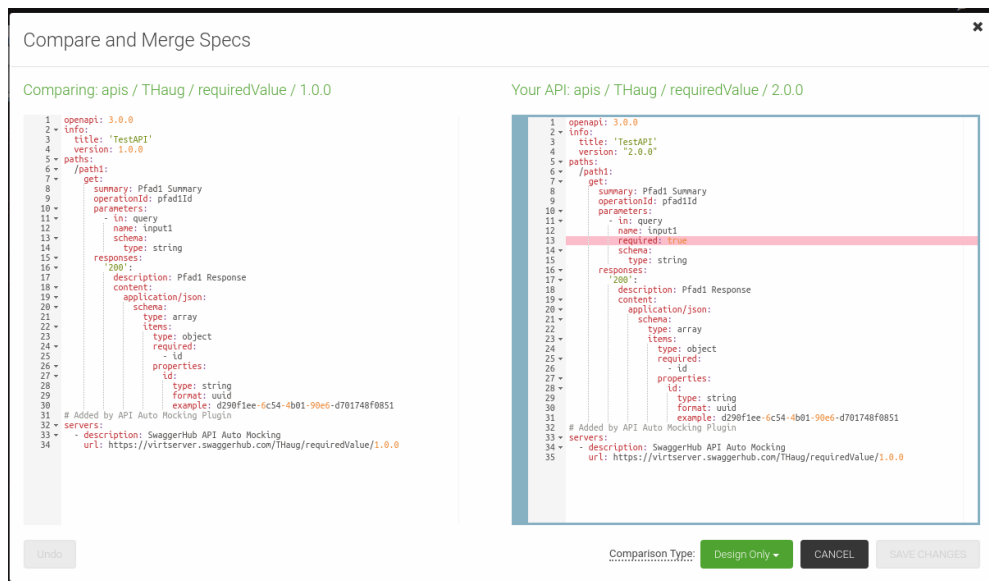 Compare and Merge Specs
Comparing: apis / THaug / requiredValue / 1.0.0
1 openapi: 3.0.0
2 info:
3 title: 'TestAPI'
4 version: 1.0.0
5 paths:
6 /path1:
7 get:
8 summary: Pfad1 Summary
9 operationId: pfad1Id
10 parameters:
11 - in: query
12 name: input1
13 schema:
14 type: string
15 responses:
16 '200':
17 description: Pfad1 Response
18 content:
19 application/json:
20 schema:
21 type: array
22 items:
23 type: object
24 required:
25 - id
26 properties:
27 id:
28 type: string
29 format: uuid
30 example: d290f1ee-6c54-4b01-90e6-d701748f0851
31 # Added by API Auto Mocking Plugin
32 servers:
33 - description: SwaggerHub API Auto Mocking
34 url: https://virtserver.swaggerhub.com/THaug/requiredValue/1.0.0
Your API: apis / THaug / requiredValue / 2.0.0
1 openapi: 3.0.0
2 info:
3 title: 'TestAPI'
4 version: "2.0.0"
5 paths:
6 /path1:
7 get:
8 summary: Pfad1 Summary
9 operationId: pfad1Id
10 parameters:
11 - in: query
12 name: input1
13 required: true
14 schema:
15 type: string
16 responses:
17 '200':
18 description: Pfad1 Response
19 content:
20 application/json:
21 schema:
22 type: array
23 items:
24 type: object
25 required:
26 - id
27 properties:
28 id:
29 type: string
30 format: uuid
31 example: d290f1ee-6c54-4b01-90e6-d701748f0851
32 # Added by API Auto Mocking Plugin
33 servers:
34 - description: SwaggerHub API Auto Mocking
35 url: https://virtserver.swaggerhub.com/THaug/requiredValue/1.0.0
Undo
Comparison Type: Design Only
CANCEL
SAVE CHANGES